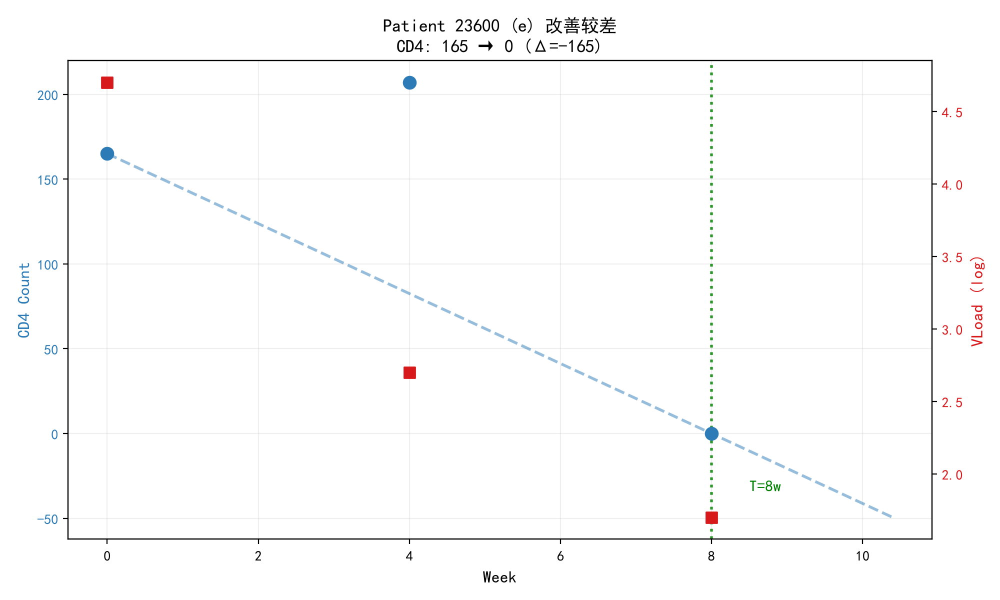 Patient 23600 (e) 改善较差
CD4: 165 → 0 (Δ=−165)
200
150
100
50
0
−50
CD4 Count
4.5
4.0
3.5
3.0
2.5
2.0
VLoad (log)
T=8w
0 2 4 6 8 10
Week